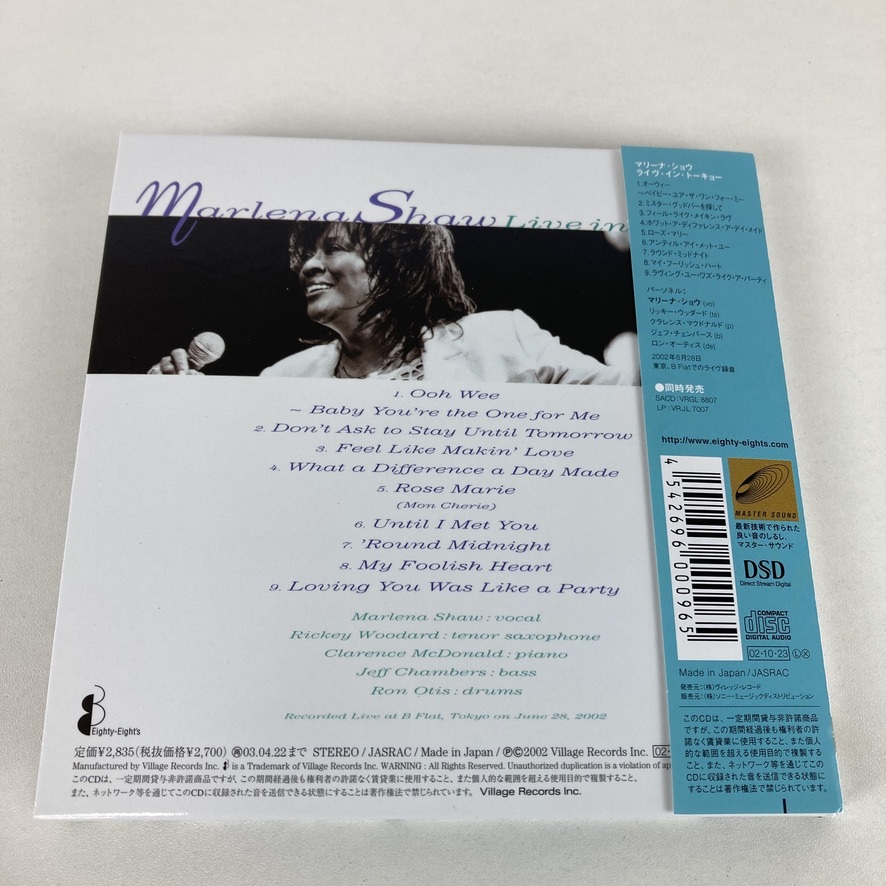 Marlena Shaw Live in
1. Ooh Wee
~ Baby You're the One for Me
2. Don't Ask to Stay Until Tomorrow
3. Feel Like Makin' Love
4. What a Difference a Day Made
5. Rose Marie
(Mon Cherie)
6. Until I Met You
7. 'Round Midnight
8. My Foolish Heart
9. Loving You Was Like a Party
Marlena Shaw : vocal
Rickey Woodard : tenor saxophone
Clarence McDonald : piano
Jeff Chambers : bass
Ron Otis : drums
Recorded Live at B Flat, Tokyo on June 28, 2002
Eighty-Eight's
定価¥2,835(税抜価格¥2,700) 再03.04.22まで STEREO / JASRAC / Made in Japan / ℗©2002 Village Records Inc. 02-
Manufactured by Village Records Inc. is a Trademark of Village Records Inc. WARNING : All Rights Reserved. Unauthorized duplication is a violation of ap
このCDは、一定期間貸与非許諾商品ですが、この期間経過後も権利者の許諾なく賃貸業に使用すること、また個人的な範囲を超える使用目的で複製すること、
また、ネットワーク等を通じてこのCDに収録された音を送信できる状態にすることは著作権法で禁じられています。 Village Records Inc.
マリーナ・ショウ
ライヴ・イン・トーキョー
1.オーウィー
~ベイビー・ユア・ザ・ワン・フォー・ミー
2.ミスター・グッドバーを探して
3.フィール・ライク・メイキン・ラヴ
4.ホワット・ア・ディファレンス・ア・デイ・メイド
5.ローズ・マリー
6.アンティル・アイ・メット・ユー
7.ラウンド・ミッドナイト
8.マイ・フーリッシュ・ハート
9.ラヴィング・ユー・ワズ・ライク・ア・パーティ
パーソネル:
マリーナ・ショウ (vo)
リッキー・ウッダード (ts)
クラレンス・マクドナルド (p)
ジェフ・チェンバース (b)
ロン・オーティス (ds)
2002年6月28日
東京、B Flatでのライヴ録音
●同時発売
SACD : VRGL 8807
LP : VRJL 7007
http://www.eighty-eights.com
4 542696 000965
MASTER SOUND
最新技術で作られた
良い音のしるし、
マスター・サウンド
DSD
Direct Stream Digital
COMPACT
disc
DIGITAL AUDIO
02・10・23 Ⓛ Ⓧ
Made in Japan / JASRAC
発売元:(株)ヴィレッジ・レコード
販売元:(株)ソニー・ミュージックディストリビューション
このCDは、一定期間貸与非許諾商品
ですが、この期間経過後も権利者の許
諾なく賃貸業に使用すること、また個人
的な範囲を超える使用目的で複製する
こと、また、ネットワーク等を通じてこの
CDに収録された音を送信できる状態に
することは著作権法で禁じられています。